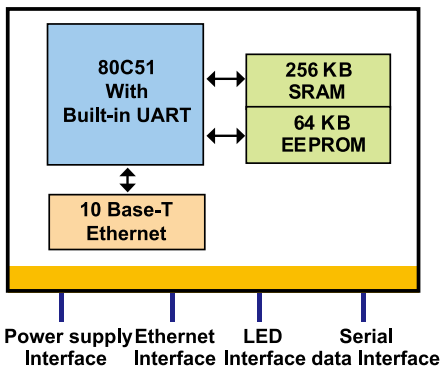 80C51
With
Built-in UART
256 KB
SRAM
64 KB
EEPROM
10 Base-T
Ethernet
Power supply
Interface
Ethernet
Interface
LED
Interface
Serial
data Interface